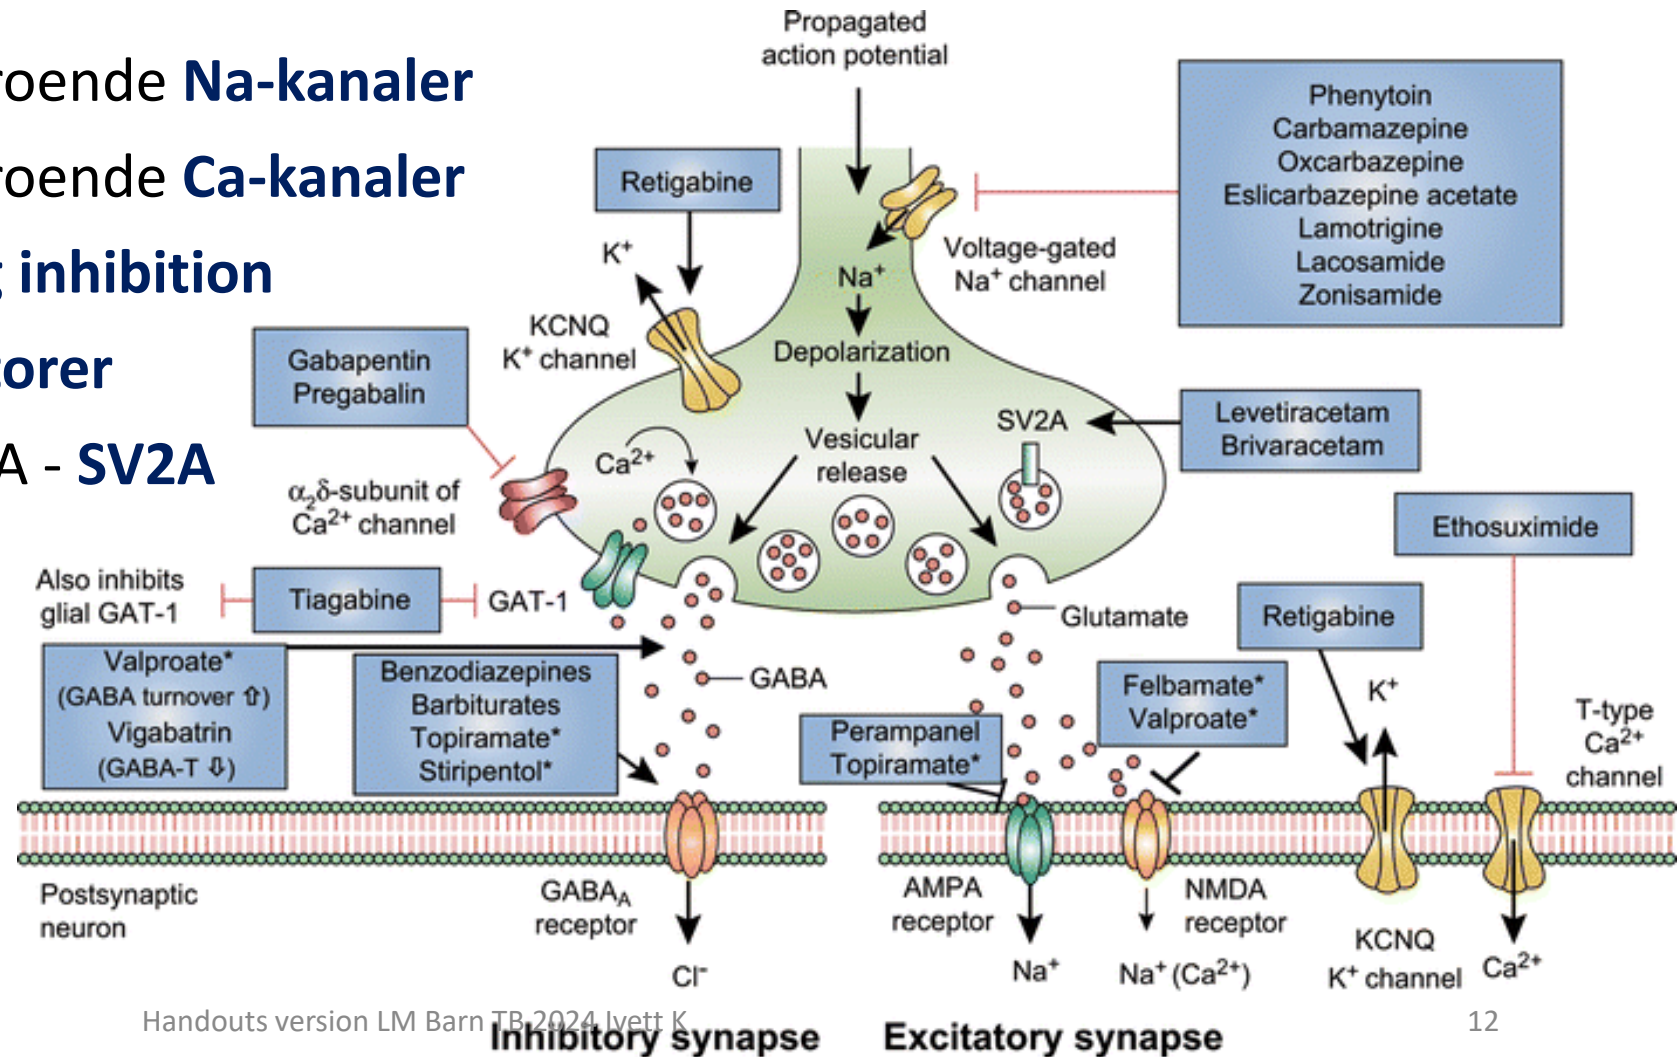 roende Na-kanaler
roende Ca-kanaler
inhibition
torer
A - SV2A
Propagated
action potential
Phenytoin
Carbamazepine
Oxcarbazepine
Eslicarbazepine acetate
Lamotrigine
Lacosamide
Zonisamide
Retigabine
K⁺
Voltage-gated
Na⁺ channel
Na⁺
KCNQ
K⁺ channel
Depolarization
Gabapentin
Pregabalin
Levetiracetam
Brivaracetam
SV2A
Vesicular
release
Ca²⁺
α₂δ-subunit of
Ca²⁺ channel
Ethosuximide
Also inhibits
glial GAT-1
Tiagabine
GAT-1
Glutamate
Retigabine
Valproate*
(GABA turnover ⇧)
Vigabatrin
(GABA-T ⇩)
Benzodiazepines
Barbiturates
Topiramate*
Stiripentol*
GABA
Felbamate*
Valproate*
Perampanel
Topiramate*
K⁺
T-type
Ca²⁺
channel
Postsynaptic
neuron
GABA_A
receptor
AMPA
receptor
NMDA
receptor
KCNQ
K⁺ channel
Ca²⁺
Cl⁻
Na⁺
Na⁺ (Ca²⁺)
Handouts version LM Barn TB 2024 Ivett K
12
Inhibitory synapse
Excitatory synapse